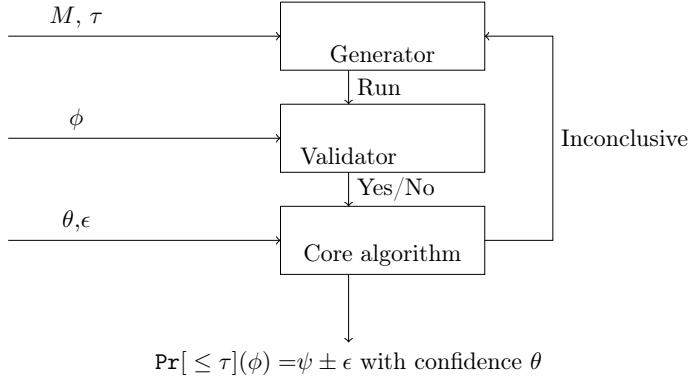 M, τ
Generator
Run
ϕ
Inconclusive
Validator
Yes/No
θ,ϵ
Core algorithm
Pr[ ≤ τ](ϕ) =ψ ± ϵ with confidence θ